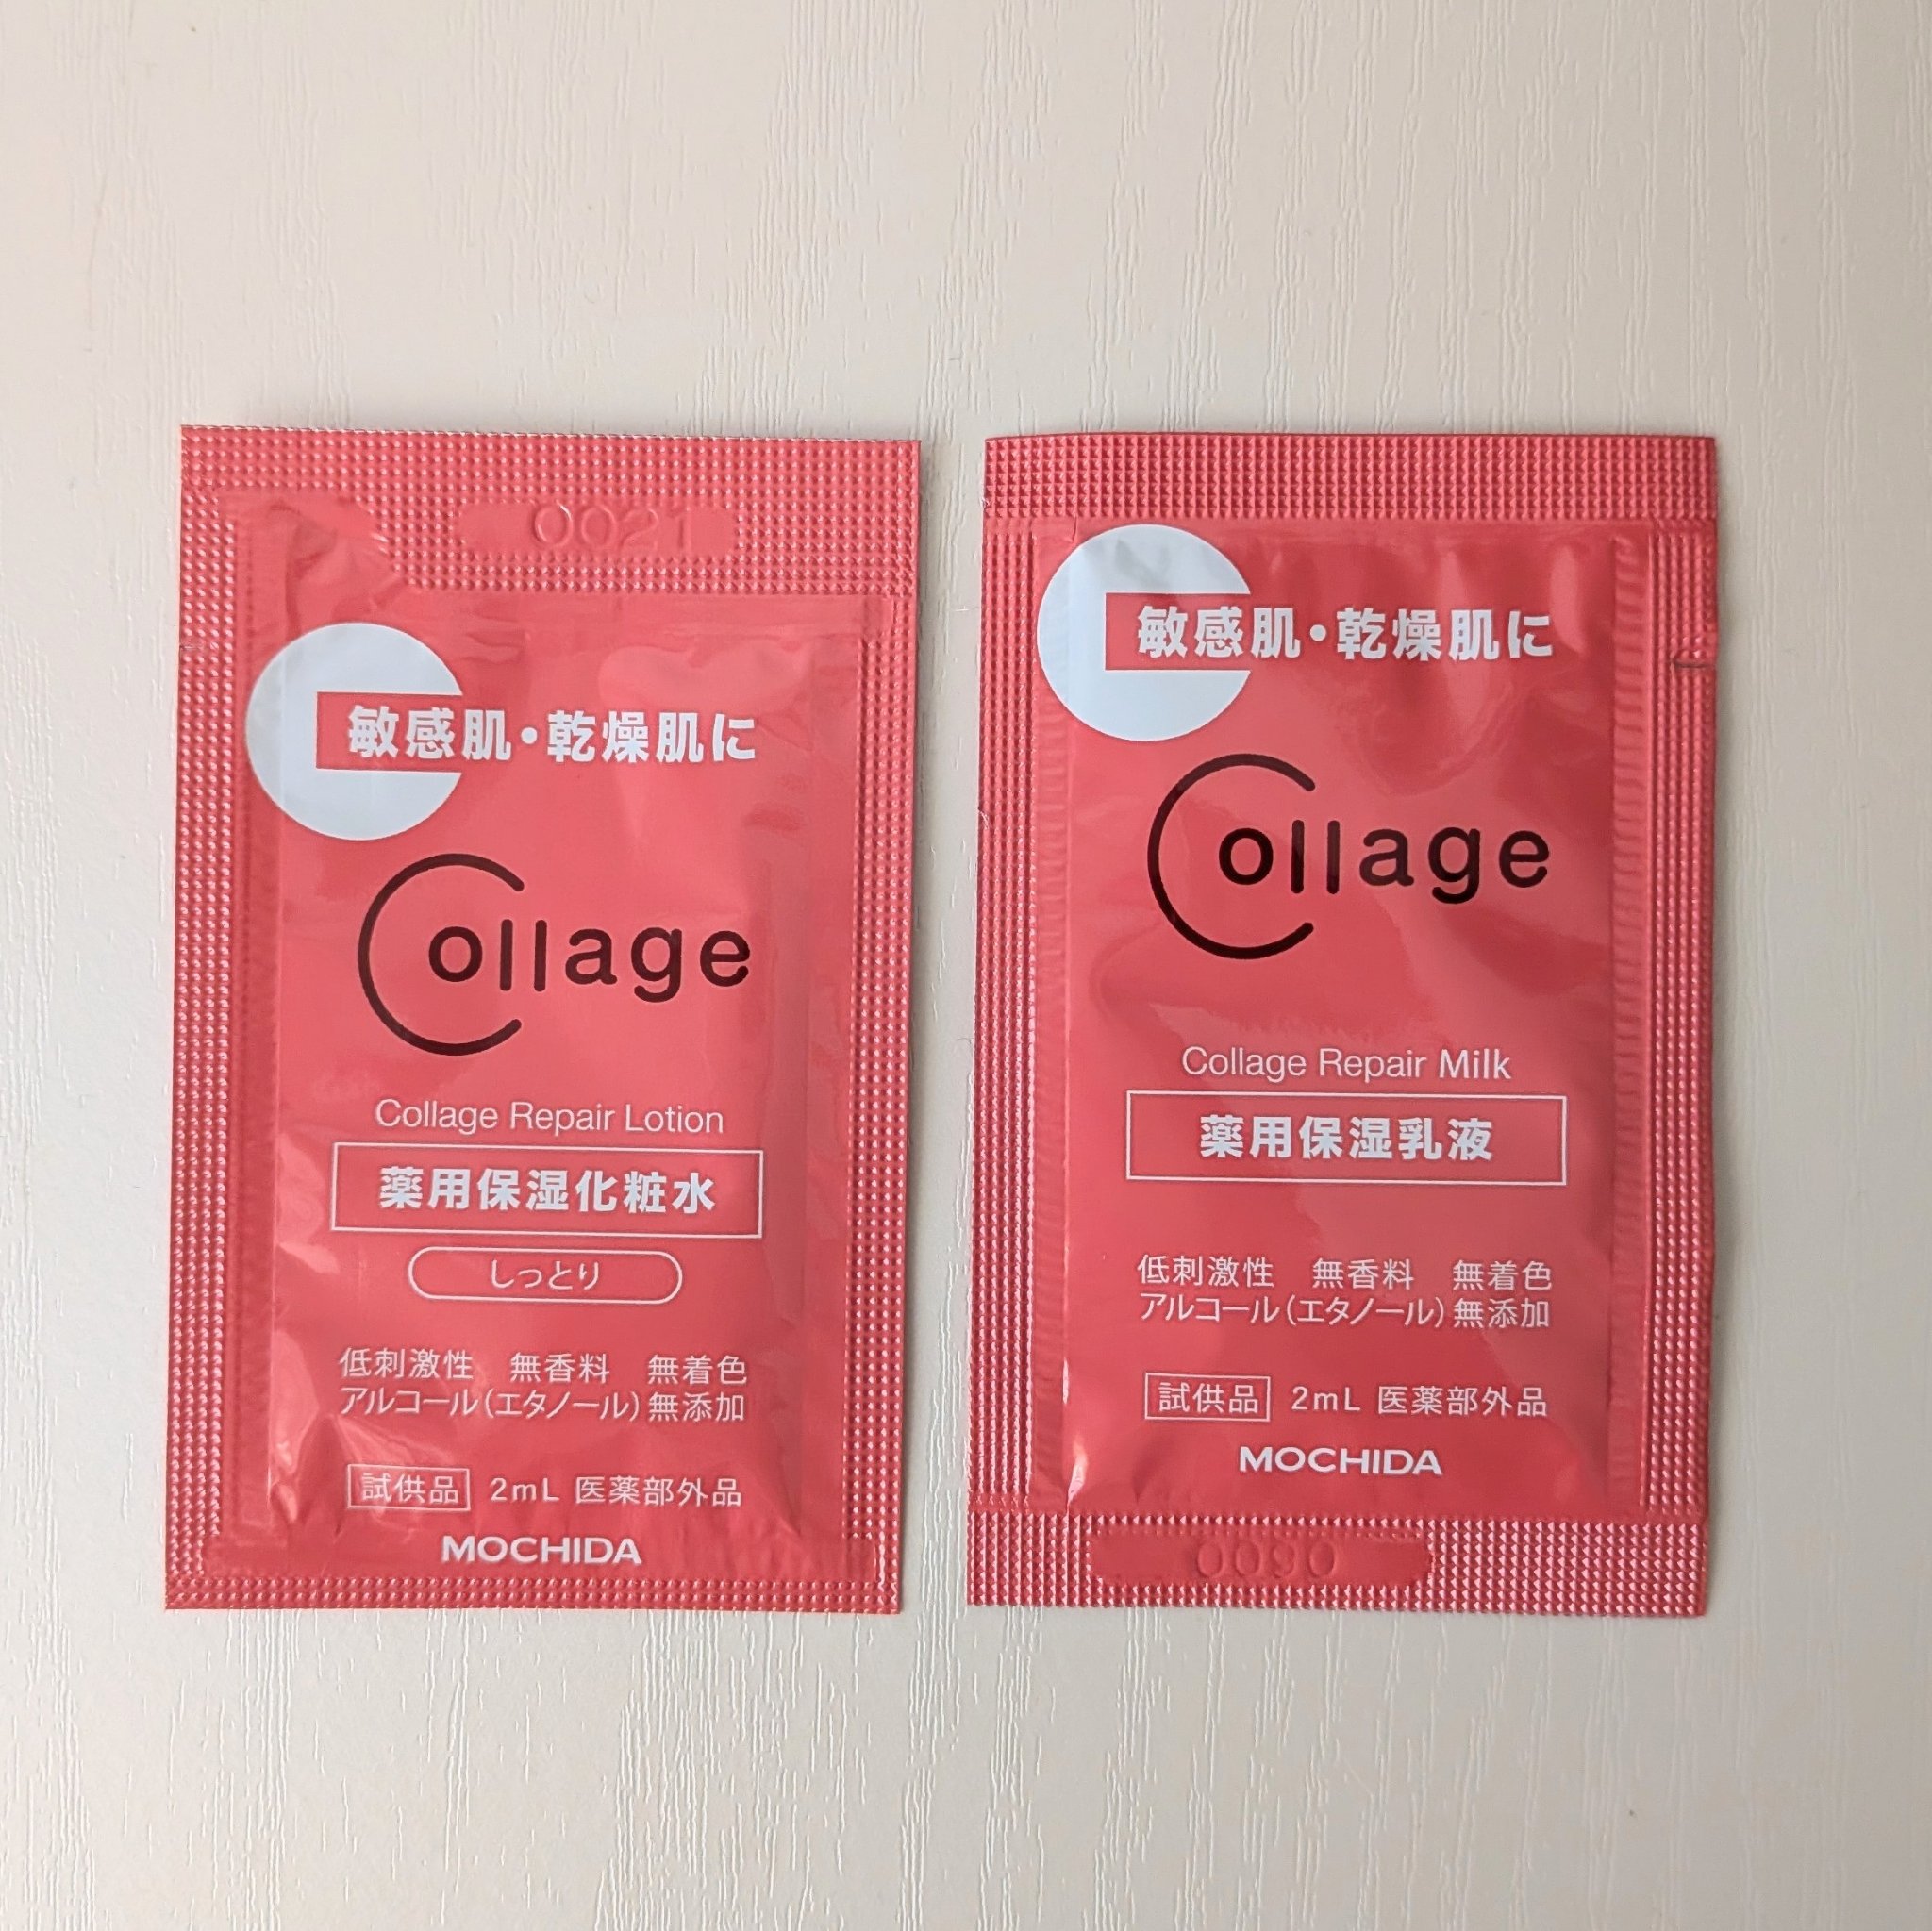 0021
敏感肌・乾燥肌に
Collage
Collage Repair Lotion
薬用保湿化粧水
しっとり
低刺激性 無香料 無着色
アルコール(エタノール)無添加
試供品 2mL 医薬部外品
MOCHIDA
敏感肌・乾燥肌に
Collage
Collage Repair Milk
薬用保湿乳液
低刺激性 無香料 無着色
アルコール(エタノール)無添加
試供品 2mL 医薬部外品
MOCHIDA